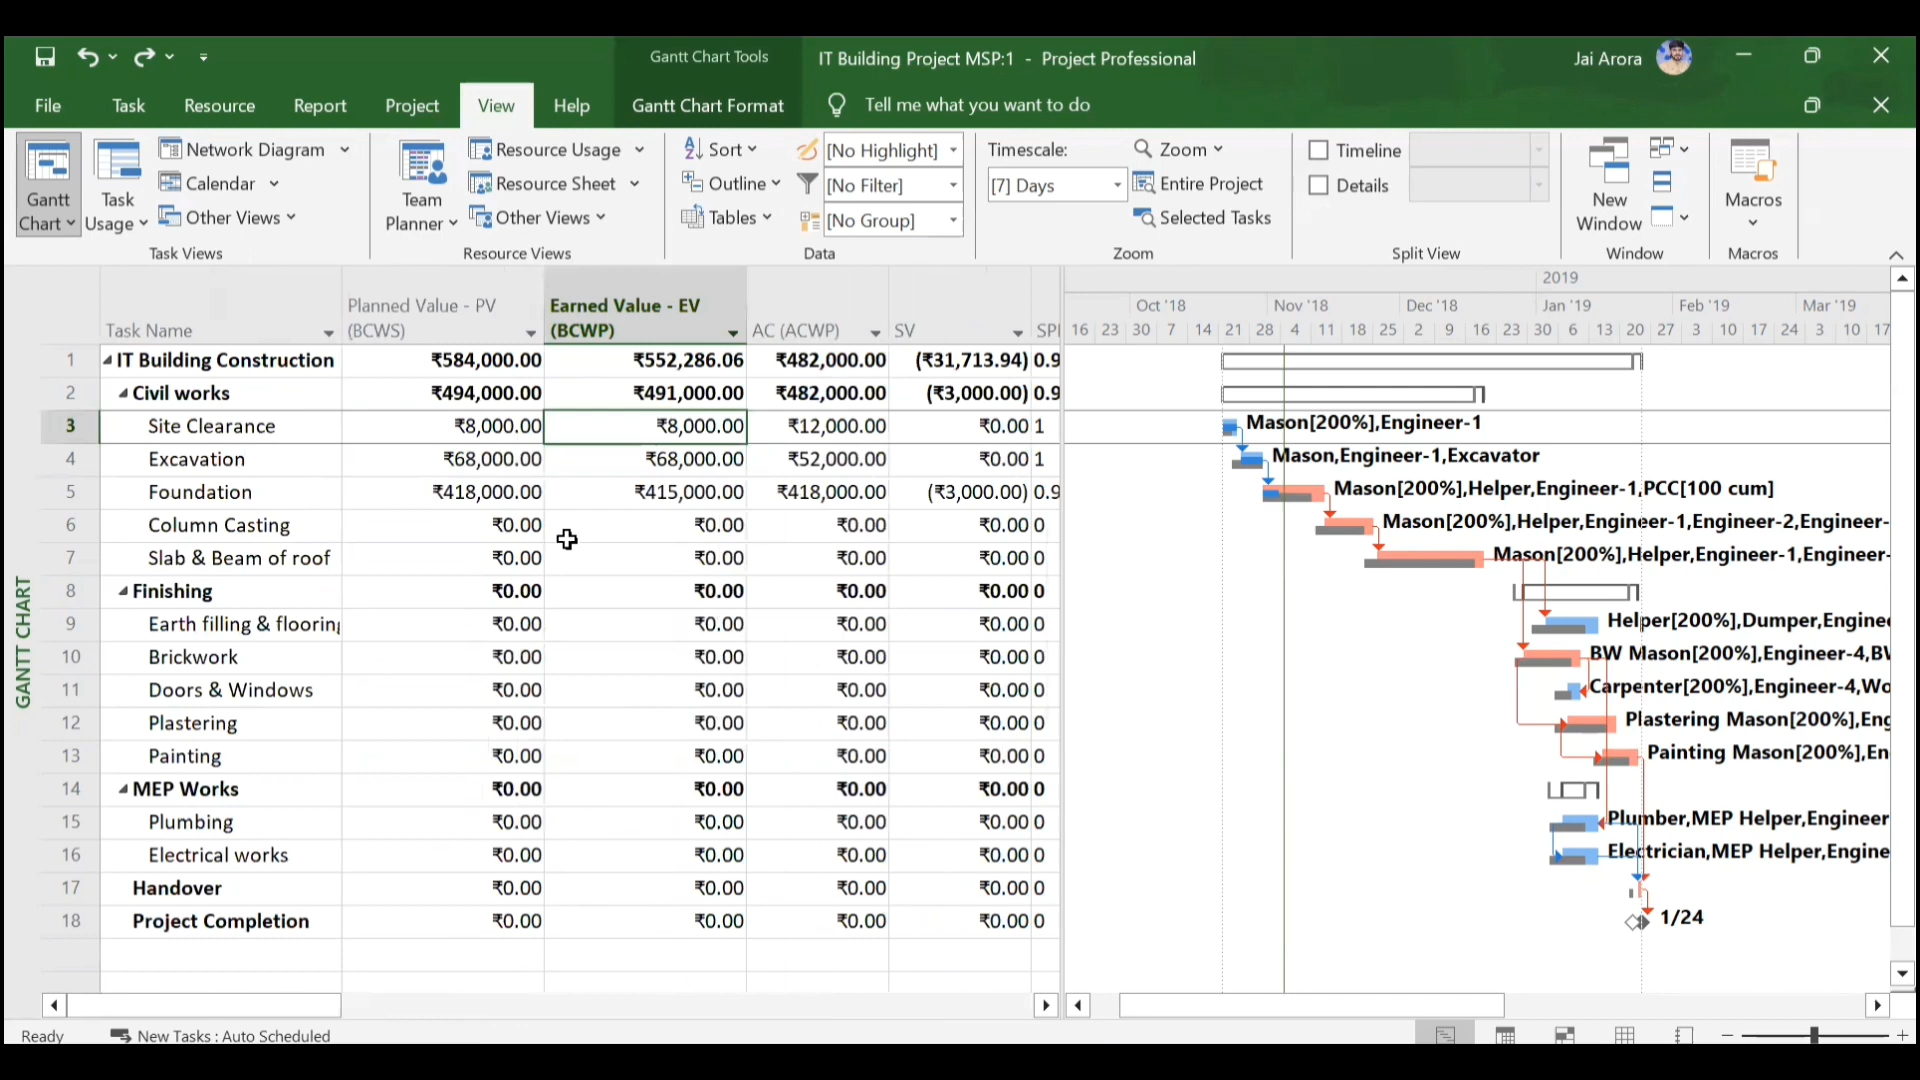 Gantt Chart Tools
IT Building Project MSP:1 - Project Professional
Jai Arora
File Task Resource Report Project View Help Gantt Chart Format Tell me what you want to do
Gantt Chart
Task Usage
Network Diagram
Calendar
Other Views
Task Views
Team Planner
Resource Usage
Resource Sheet
Other Views
Resource Views
Sort
Outline
Tables
[No Highlight]
[No Filter]
[No Group]
Data
Timescale:
[7] Days
Zoom
Entire Project
Selected Tasks
Zoom
Timeline
Details
Split View
New Window
Window
Macros
Macros
GANTT CHART
Task Name Planned Value - PV (BCWS) Earned Value - EV (BCWP) AC (ACWP) SV SPI
1 IT Building Construction ₹584,000.00 ₹552,286.06 ₹482,000.00 (₹31,713.94) 0.9
2 Civil works ₹494,000.00 ₹491,000.00 ₹482,000.00 (₹3,000.00) 0.9
3 Site Clearance ₹8,000.00 ₹8,000.00 ₹12,000.00 ₹0.00 1
4 Excavation ₹68,000.00 ₹68,000.00 ₹52,000.00 ₹0.00 1
5 Foundation ₹418,000.00 ₹415,000.00 ₹418,000.00 (₹3,000.00) 0.9
6 Column Casting ₹0.00 ₹0.00 ₹0.00 ₹0.00 0
7 Slab & Beam of roof ₹0.00 ₹0.00 ₹0.00 ₹0.00 0
8 Finishing ₹0.00 ₹0.00 ₹0.00 ₹0.00 0
9 Earth filling & flooring ₹0.00 ₹0.00 ₹0.00 ₹0.00 0
10 Brickwork ₹0.00 ₹0.00 ₹0.00 ₹0.00 0
11 Doors & Windows ₹0.00 ₹0.00 ₹0.00 ₹0.00 0
12 Plastering ₹0.00 ₹0.00 ₹0.00 ₹0.00 0
13 Painting ₹0.00 ₹0.00 ₹0.00 ₹0.00 0
14 MEP Works ₹0.00 ₹0.00 ₹0.00 ₹0.00 0
15 Plumbing ₹0.00 ₹0.00 ₹0.00 ₹0.00 0
16 Electrical works ₹0.00 ₹0.00 ₹0.00 ₹0.00 0
17 Handover ₹0.00 ₹0.00 ₹0.00 ₹0.00 0
18 Project Completion ₹0.00 ₹0.00 ₹0.00 ₹0.00 0
2019
Oct '18 Nov '18 Dec '18 Jan '19 Feb '19 Mar '19
16 23 30 7 14 21 28 4 11 18 25 2 9 16 23 30 6 13 20 27 3 10 17 24 3 10 17
Mason[200%],Engineer-1
Mason,Engineer-1,Excavator
Mason[200%],Helper,Engineer-1,PCC[100 cum]
Mason[200%],Helper,Engineer-1,Engineer-2,Engineer-
Mason[200%],Helper,Engineer-1,Engineer-
Helper[200%],Dumper,Enginee
BW Mason[200%],Engineer-4,BW
Carpenter[200%],Engineer-4,Wo
Plastering Mason[200%],Eng
Painting Mason[200%],En
Plumber,MEP Helper,Engineer
Electrician,MEP Helper,Engine
1/24
Ready New Tasks : Auto Scheduled